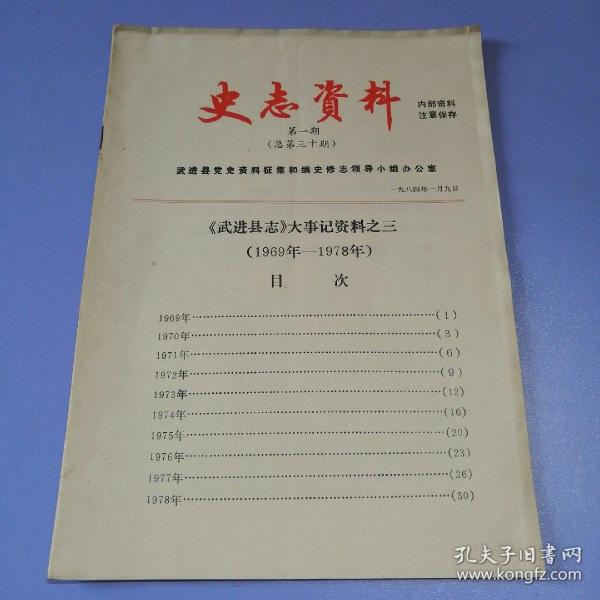 史志資料
内部资料
注意保存
第一期
（总第三十期）
武进县党史资料征集和编史修志领导小组办公室
一九八四年一月九日
《武进县志》大事记资料之三
（1969年—1978年）
目 次
1969年……………………………………（1）
1970年……………………………………（3）
1971年……………………………………（6）
1972年……………………………………（9）
1973年……………………………………（12）
1974年……………………………………（16）
1975年……………………………………（20）
1976年……………………………………（23）
1977年……………………………………（26）
1978年……………………………………（30）
孔夫子旧书网
www.kongfz.com